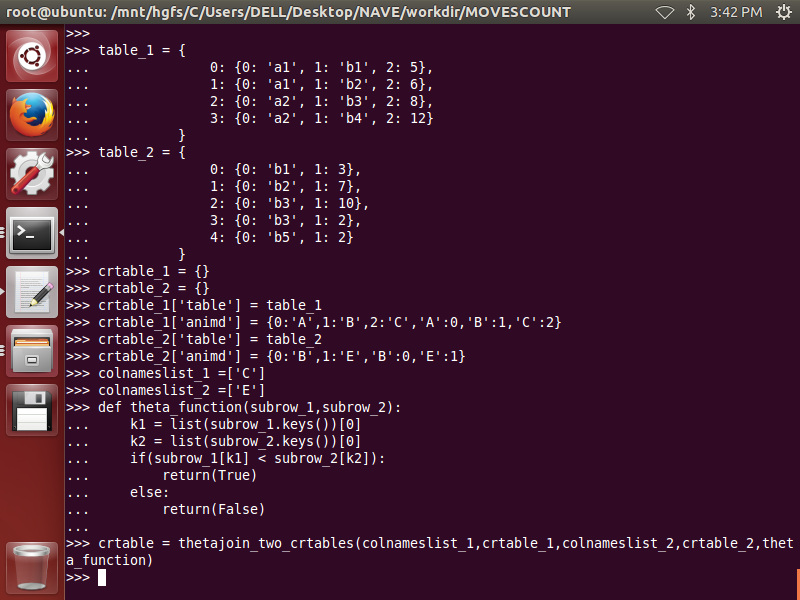 root@ubuntu: /mnt/hgfs/C/Users/DELL/Desktop/NAVE/workdir/MOVESCOUNT
3:42 PM
>>>
>>> table_1 = {
...               0: {0: 'a1', 1: 'b1', 2: 5},
...               1: {0: 'a1', 1: 'b2', 2: 6},
...               2: {0: 'a2', 1: 'b3', 2: 8},
...               3: {0: 'a2', 1: 'b4', 2: 12}
...           }
>>> table_2 = {
...               0: {0: 'b1', 1: 3},
...               1: {0: 'b2', 1: 7},
...               2: {0: 'b3', 1: 10},
...               3: {0: 'b3', 1: 2},
...               4: {0: 'b5', 1: 2}
...           }
>>> crtable_1 = {}
>>> crtable_2 = {}
>>> crtable_1['table'] = table_1
>>> crtable_1['animd'] = {0:'A',1:'B',2:'C','A':0,'B':1,'C':2}
>>> crtable_2['table'] = table_2
>>> crtable_2['animd'] = {0:'B',1:'E','B':0,'E':1}
>>> colnameslist_1 =['C']
>>> colnameslist_2 =['E']
>>> def theta_function(subrow_1,subrow_2):
...     k1 = list(subrow_1.keys())[0]
...     k2 = list(subrow_2.keys())[0]
...     if(subrow_1[k1] < subrow_2[k2]):
...         return(True)
...     else:
...         return(False)
...
>>> crtable = thetajoin_two_crtables(colnameslist_1,crtable_1,colnameslist_2,crtable_2,thet
a_function)
>>>